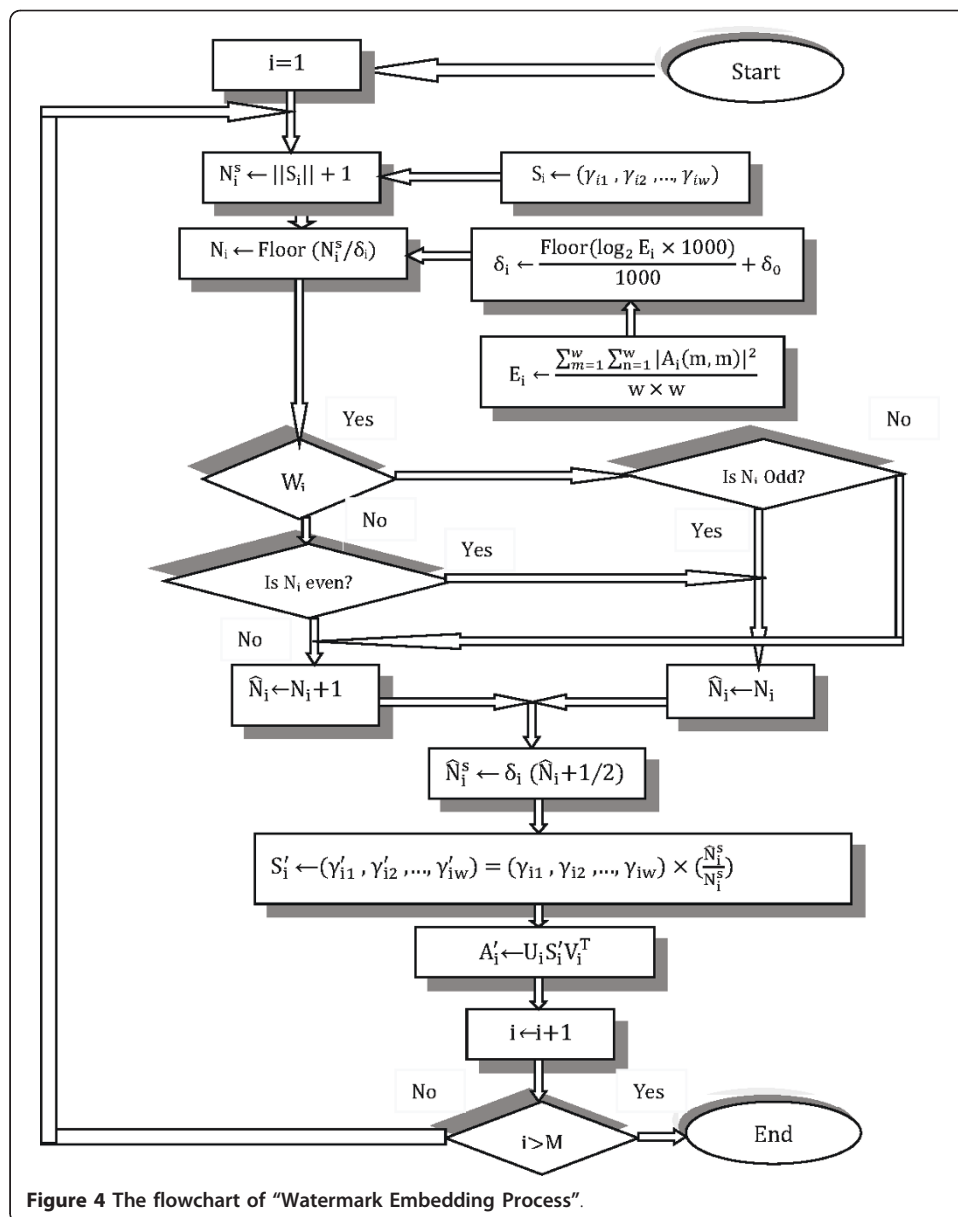 i=1
Start
Nᵢˢ ← ||Sᵢ|| + 1
Sᵢ ← (γᵢ₁ , γᵢ₂ ,..., γᵢw)
Nᵢ ← Floor (Nᵢˢ/δᵢ)
δᵢ ← Floor(log₂ Eᵢ × 1000) / 1000 + δ₀
Eᵢ ← ∑ʷₘ₌₁ ∑ʷₙ₌₁ |Aᵢ(m, m)|² / w × w
Yes
No
Wᵢ
Is Nᵢ Odd?
No
Yes
Yes
Is Nᵢ even?
No
N̂ᵢ←Nᵢ+1
N̂ᵢ←Nᵢ
N̂ᵢˢ ← δᵢ (N̂ᵢ+1/2)
S′ᵢ ← (γ′ᵢ₁ , γ′ᵢ₂ ,..., γ′ᵢw) = (γᵢ₁ , γᵢ₂ ,..., γᵢw) × (N̂ᵢˢ/Nᵢˢ)
A′ᵢ←UᵢS′ᵢVᵢᵀ
i←i+1
No
Yes
i>M
End
Figure 4 The flowchart of “Watermark Embedding Process”.